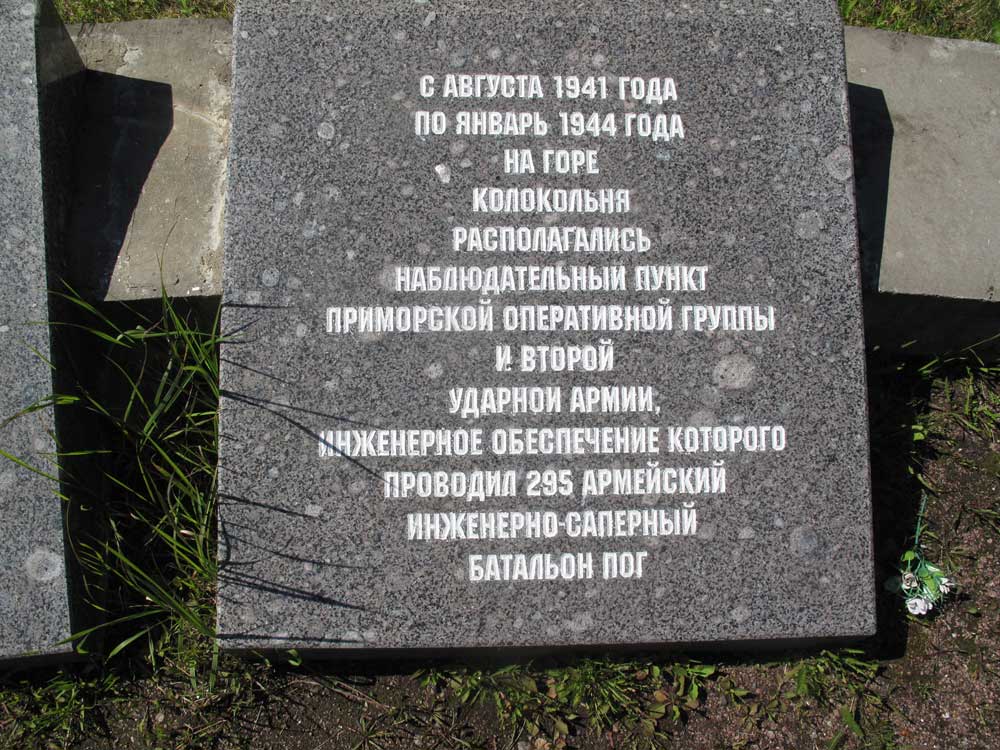 С АВГУСТА 1941 ГОДА
ПО ЯНВАРЬ 1944 ГОДА
НА ГОРЕ
КОЛОКОЛЬНЯ
РАСПОЛАГАЛИСЬ
НАБЛЮДАТЕЛЬНЫЙ ПУНКТ
ПРИМОРСКОЙ ОПЕРАТИВНОЙ ГРУППЫ
И ВТОРОЙ
УДАРНОЙ АРМИИ,
ИНЖЕНЕРНОЕ ОБЕСПЕЧЕНИЕ КОТОРОГО
ПРОВОДИЛ 295 АРМЕЙСКИЙ
ИНЖЕНЕРНО-САПЕРНЫЙ
БАТАЛЬОН ПОГ